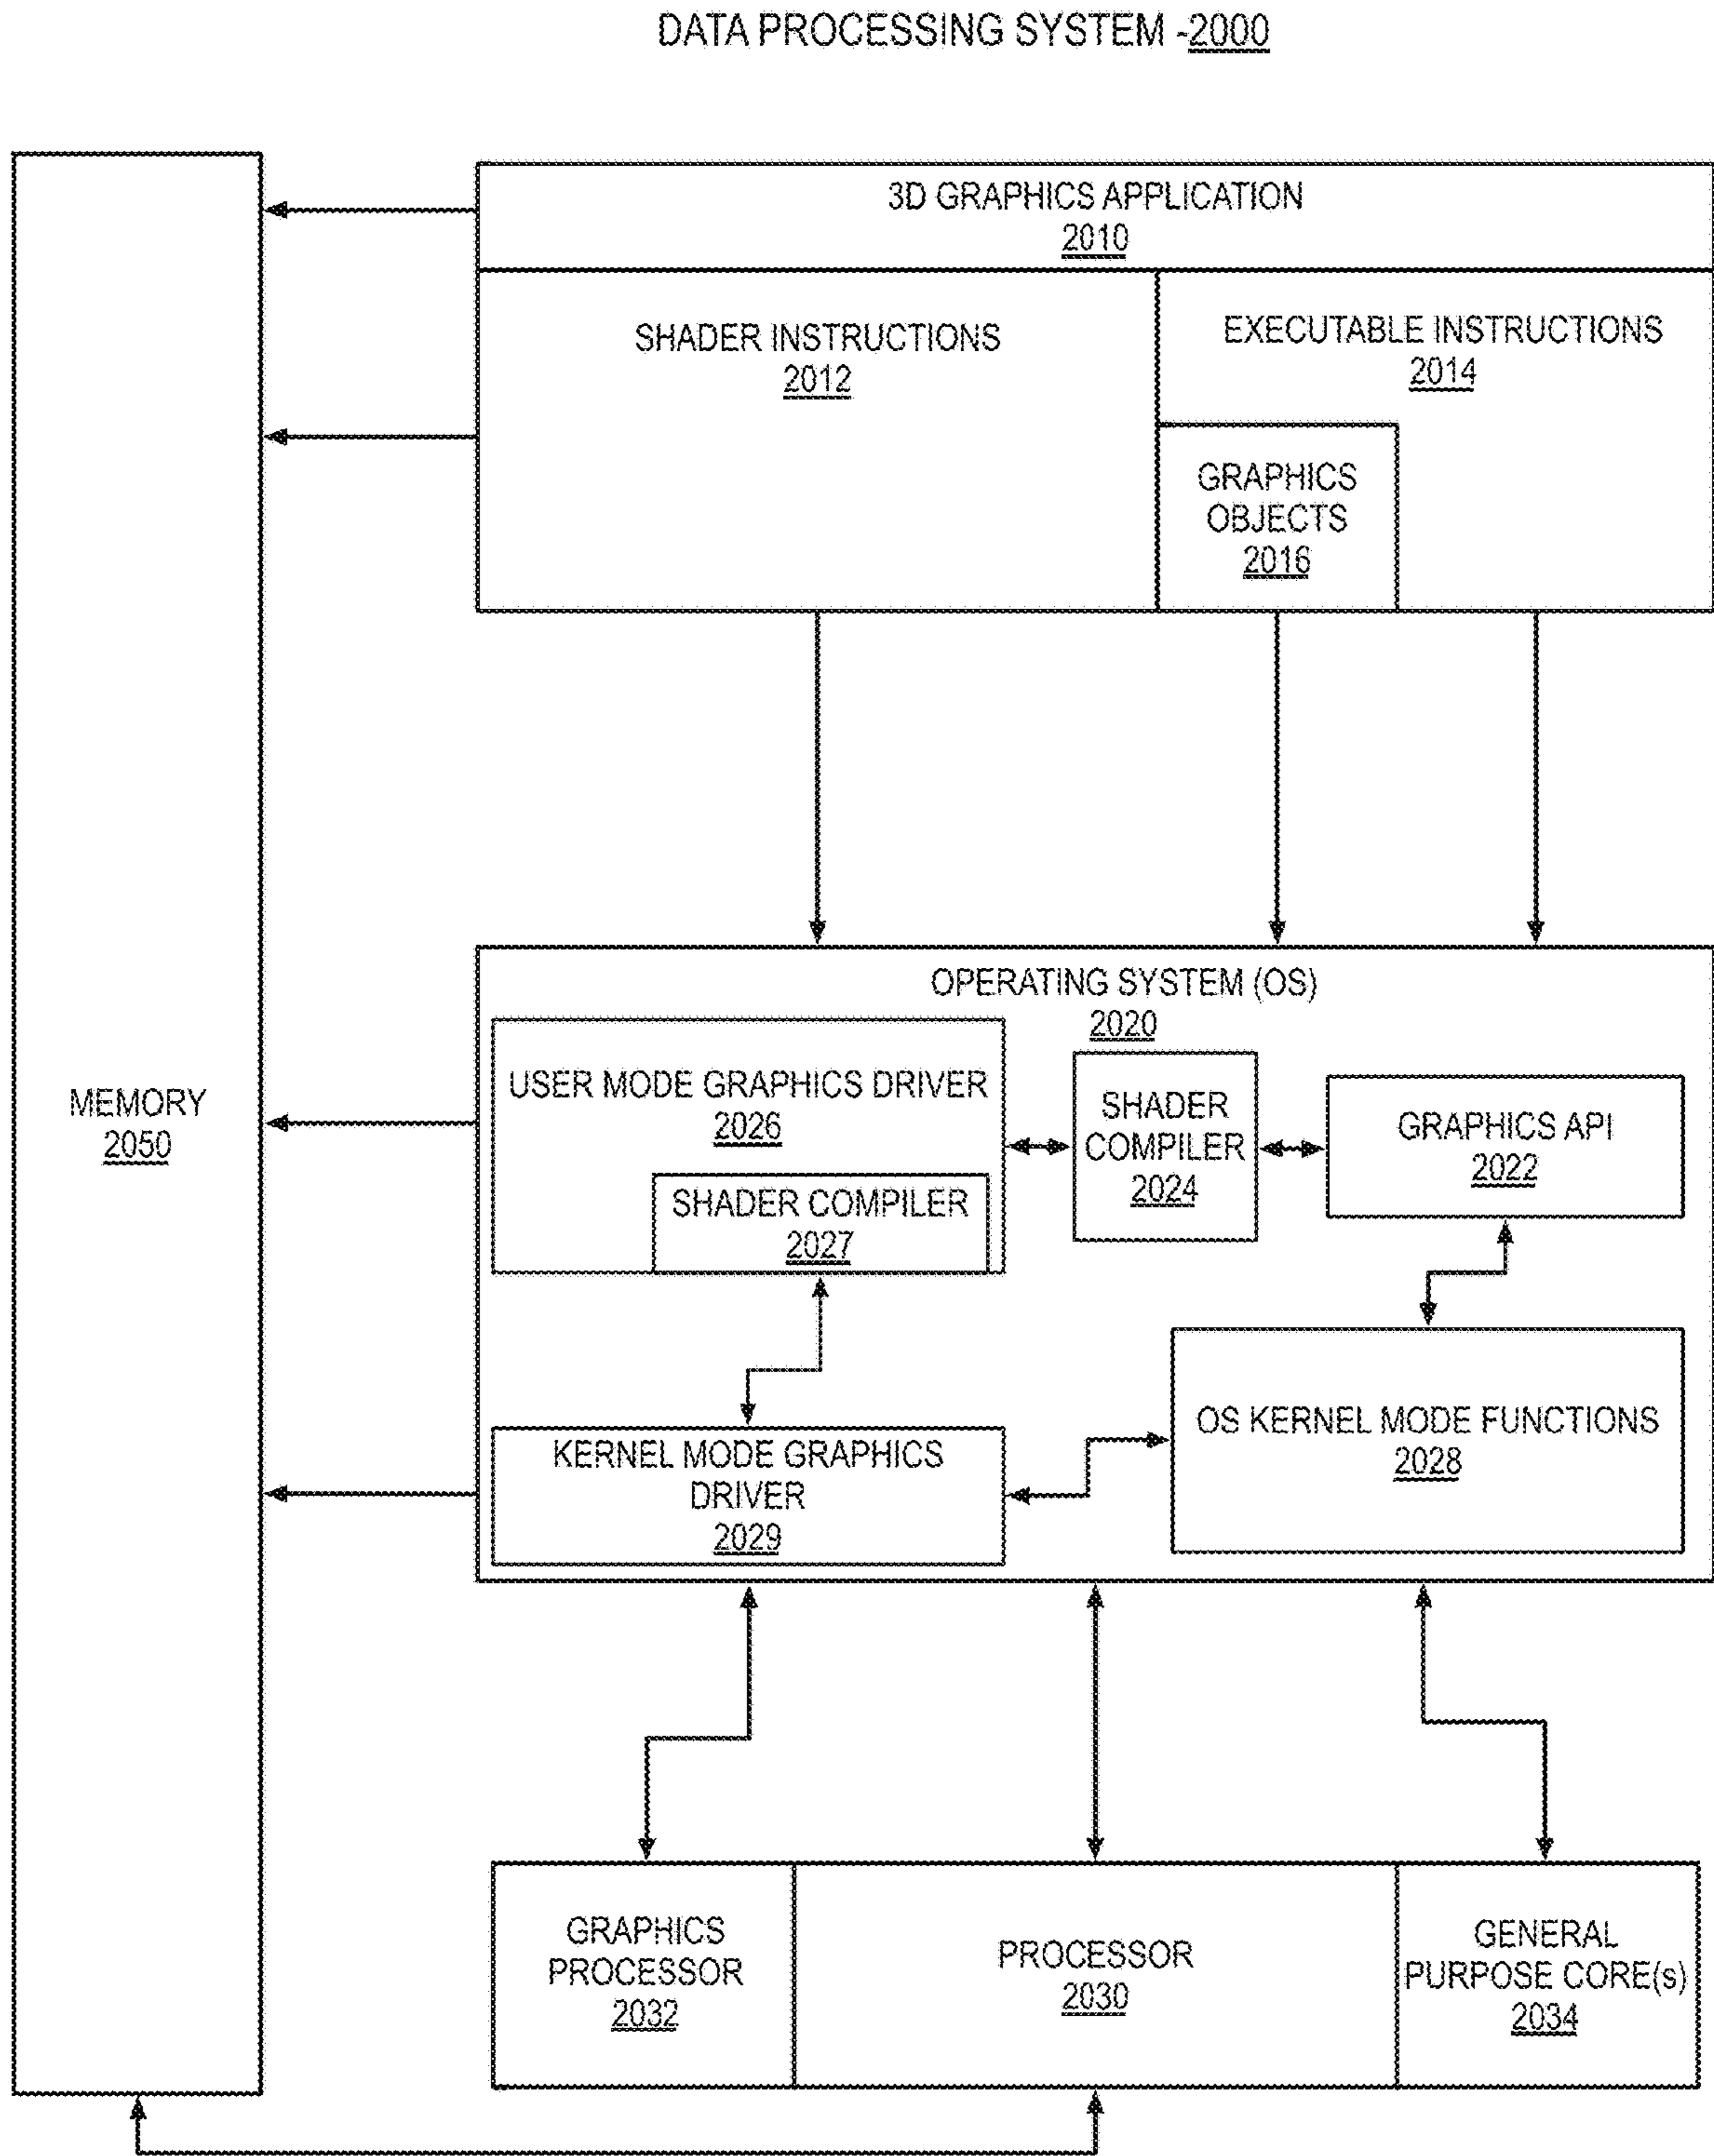 DATA PROCESSING SYSTEM -2000
3D GRAPHICS APPLICATION
2010
SHADER INSTRUCTIONS
2012
EXECUTABLE INSTRUCTIONS
2014
GRAPHICS
OBJECTS
2016
MEMORY
2050
OPERATING SYSTEM (OS)
2020
USER MODE GRAPHICS DRIVER
2026
SHADER COMPILER
2027
SHADER
COMPILER
2024
GRAPHICS API
2022
OS KERNEL MODE FUNCTIONS
2028
KERNEL MODE GRAPHICS
DRIVER
2029
GRAPHICS
PROCESSOR
2032
PROCESSOR
2030
GENERAL
PURPOSE CORE(s)
2034